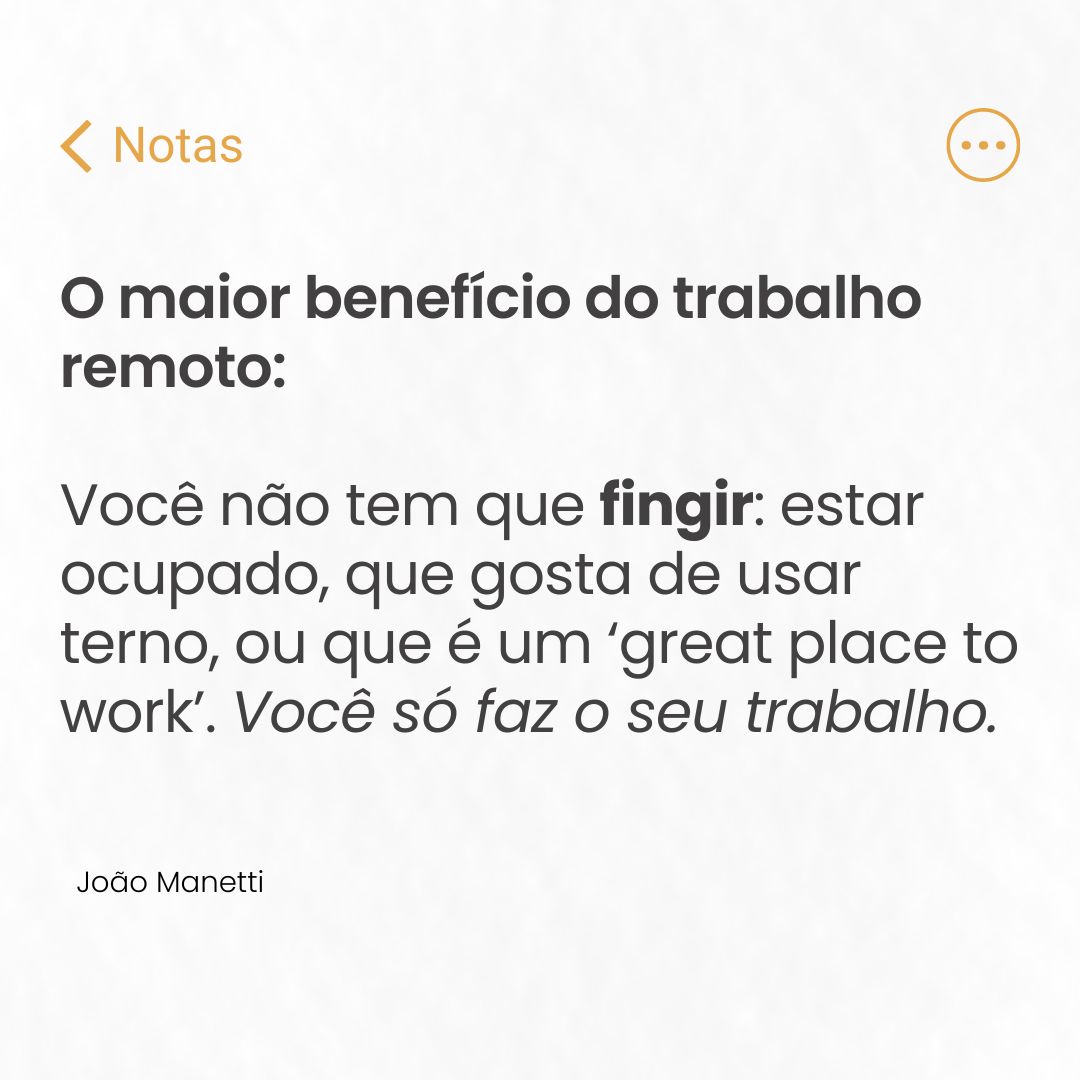 Notas
O maior benefício do trabalho
remoto:
Você não tem que fingir: estar
ocupado, que gosta de usar
terno, ou que é um ‘great place to
work’. Você só faz o seu trabalho.
João Manetti